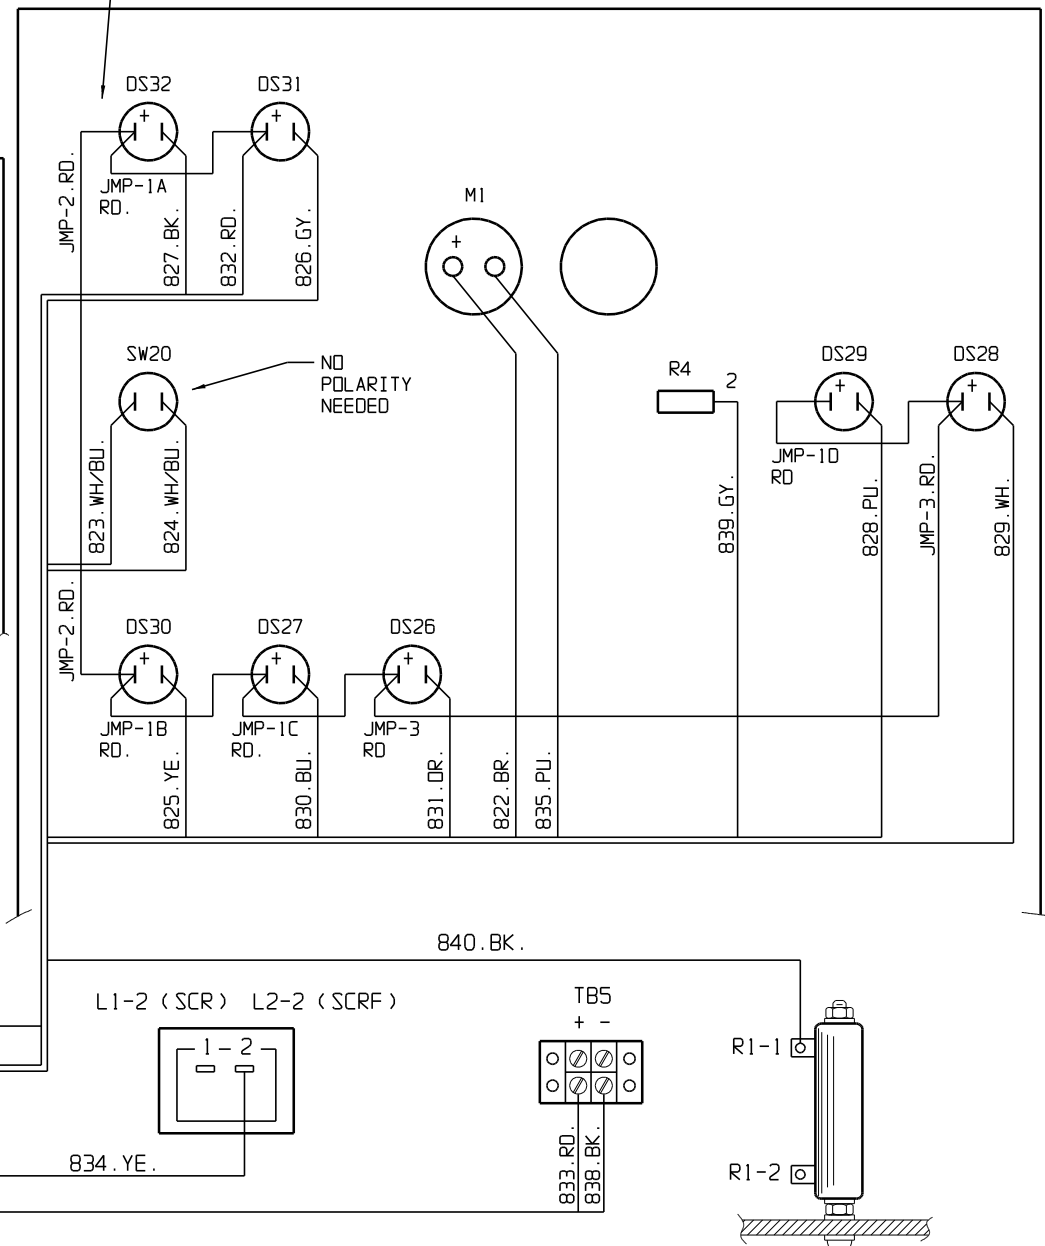 DS32
DS31
JMP-2.RD.
JMP-1A
RD.
827.BK.
832.RD.
826.GY.
M1
+
+
+
SW20
NO
POLARITY
NEEDED
823.WH/BU.
824.WH/BU.
R4
2
839.GY.
DS29
DS28
+
+
JMP-1D
RD
828.PU.
JMP-3.RD.
829.WH.
JMP-2.RD.
DS30
DS27
DS26
+
+
+
JMP-1B
RD.
JMP-1C
RD.
JMP-3
RD
825.YE.
830.BU.
831.OR.
822.BR.
835.PU.
840.BK.
L1-2 (SCR) L2-2 (SCRF)
1 - 2
834.YE.
TB5
+ -
833.RD.
838.BK.
R1-1
R1-2